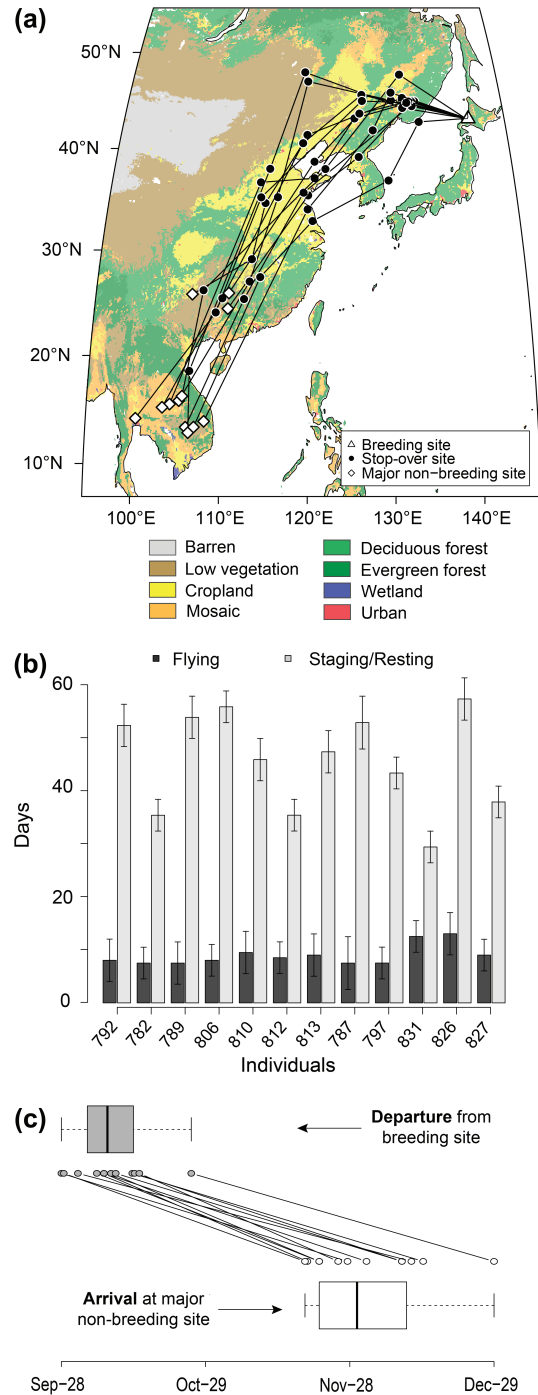 (a)
50°N
40°N
30°N
20°N
10°N
Breeding site
Stop-over site
Major non-breeding site
100°E 110°E 120°E 130°E 140°E
Barren
Low vegetation
Cropland
Mosaic
Deciduous forest
Evergreen forest
Wetland
Urban
(b)
Flying Staging/Resting
60
40
20
0
Days
792 782 789 806 810 812 813 787 797 831 826 827
Individuals
(c)
Departure from
breeding site
Arrival at major
non-breeding site
Sep-28 Oct-29 Nov-28 Dec-29